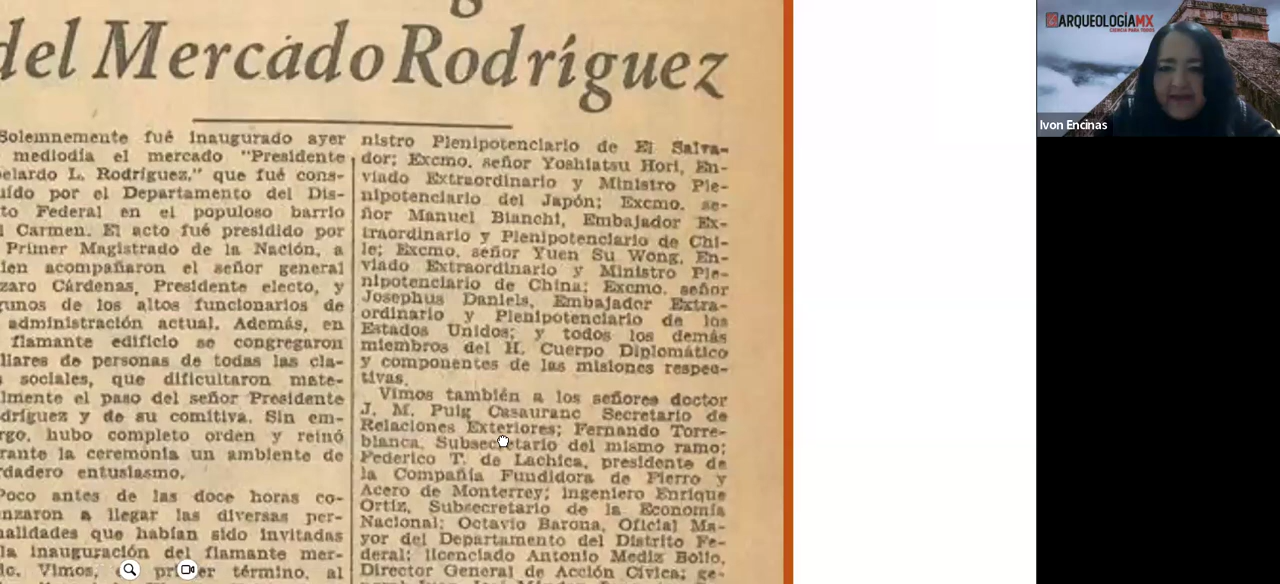 del Mercado Rodríguez
Solemnemente fué inaugurado ayer
mediodía el mercado "Presidente
elardo L. Rodríguez," que fué cons-
uído por el Departamento del Dis-
to Federal en el populoso barrio
l Carmen. El acto fué presidido por
Primer Magistrado de la Nación, a
ien acompañaron el señor general
zaro Cárdenas, Presidente electo, y
gunos de los altos funcionarios de
administración actual. Además, en
flamante edificio se congregaron
llares de personas de todas las cla-
s sociales, que dificultaron mate-
lmente el paso del señor Presidente
dríguez y de su comitiva. Sin em-
rgo, hubo completo orden y reinó
rante la ceremonia un ambiente de
rdadero entusiasmo.
Poco antes de las doce horas co-
nzaron a llegar las diversas per-
nalidades que habían sido invitadas
la inauguración del flamante mer-
do. Vimos, en primer término, al
nistro Plenipotenciario de El Salva-
dor; Excmo. señor Yoshiatsu Hori, En-
viado Extraordinario y Ministro Ple-
nipotenciario del Japón; Excmo. se-
ñor Manuel Bianchi, Embajador Ex-
traordinario y Plenipotenciario de Chi-
le; Excmo. señor Yuen Su Wong, En-
viado Extraordinario y Ministro Ple-
nipotenciario de China; Excmo. señor
Josephus Daniels, Embajador Extra-
ordinario y Plenipotenciario de los
Estados Unidos; y todos los demás
miembros del H. Cuerpo Diplomático
y componentes de las misiones respec-
tivas.
Vimos también a los señores doctor
J. M. Puig Casauranc Secretario de
Relaciones Exteriores; Fernando Torre-
blanca, Subsecretario del mismo ramo;
Federico T. de Lachica, presidente de
la Compañía Fundidora de Fierro y
Acero de Monterrey; ingeniero Enrique
Ortiz, Subsecretario de la Economía
Nacional; Octavio Barona, Oficial Ma-
yor del Departamento del Distrito Fe-
deral; licenciado Antonio Mediz Bolio,
Director General de Acción Cívica; ge-
ARQUEOLOGÍAMX
CIENCIA PARA TODOS
Ivon Encinas